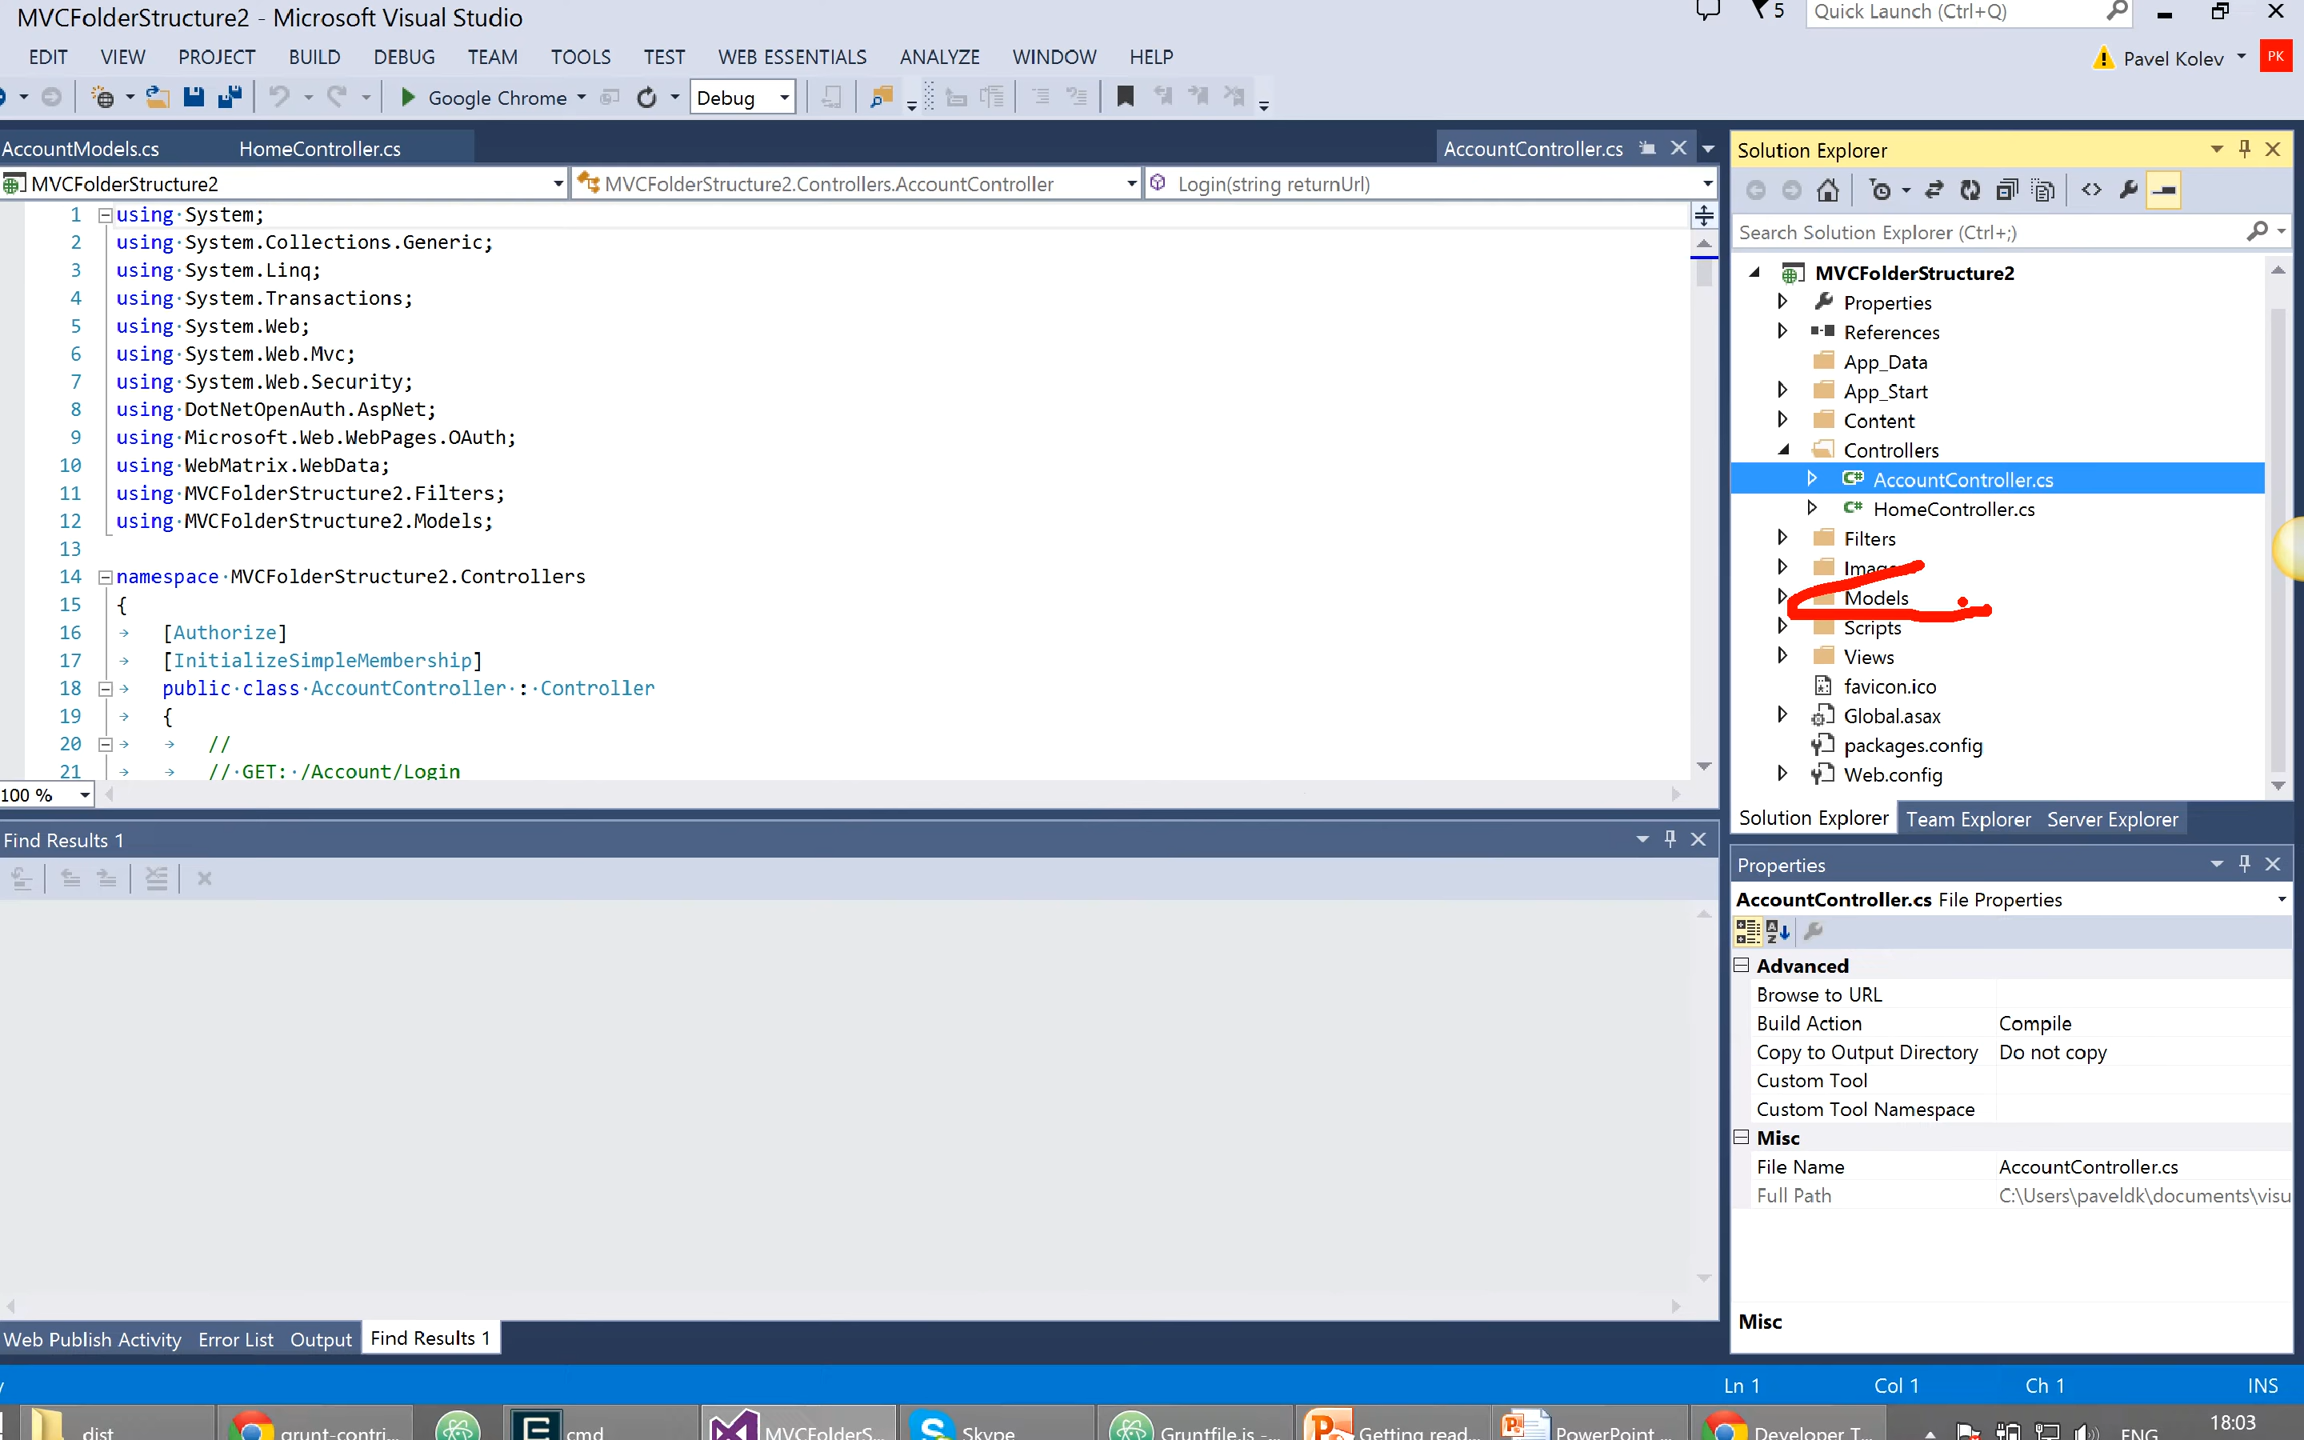 MVCFolderStructure2 - Microsoft Visual Studio
5
Quick Launch (Ctrl+Q)
EDIT VIEW PROJECT BUILD DEBUG TEAM TOOLS TEST WEB ESSENTIALS ANALYZE WINDOW HELP
Pavel Kolev PK
Google Chrome Debug
AccountModels.cs HomeController.cs AccountController.cs
MVCFolderStructure2 MVCFolderStructure2.Controllers.AccountController Login(string returnUrl)
1 using System;
2 using System.Collections.Generic;
3 using System.Linq;
4 using System.Transactions;
5 using System.Web;
6 using System.Web.Mvc;
7 using System.Web.Security;
8 using DotNetOpenAuth.AspNet;
9 using Microsoft.Web.WebPages.OAuth;
10 using WebMatrix.WebData;
11 using MVCFolderStructure2.Filters;
12 using MVCFolderStructure2.Models;
13
14 namespace MVCFolderStructure2.Controllers
15 {
16 [Authorize]
17 [InitializeSimpleMembership]
18 public class AccountController : Controller
19 {
20 //
21 // GET: /Account/Login
100 %
Find Results 1
Web Publish Activity Error List Output Find Results 1
Solution Explorer
Search Solution Explorer (Ctrl+;)
MVCFolderStructure2
Properties
References
App_Data
App_Start
Content
Controllers
AccountController.cs
HomeController.cs
Filters
Models
Scripts
Views
favicon.ico
Global.asax
packages.config
Web.config
Solution Explorer Team Explorer Server Explorer
Properties
AccountController.cs File Properties
Advanced
Browse to URL
Build Action Compile
Copy to Output Directory Do not copy
Custom Tool
Custom Tool Namespace
Misc
File Name AccountController.cs
Full Path C:\Users\paveldk\documents\visu
Misc
Ln 1 Col 1 Ch 1 INS
dist grunt-contri... cmd MVCFolderS... Skype Gruntfile.js -... Getting read... PowerPoint ... Developer T... ENG 18:03